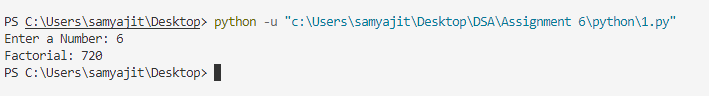 PS C:\Users\samyajit\Desktop> python -u "c:\Users\samyajit\Desktop\DSA\Assignment 6\python\1.py"
Enter a Number: 6
Factorial: 720
PS C:\Users\samyajit\Desktop>